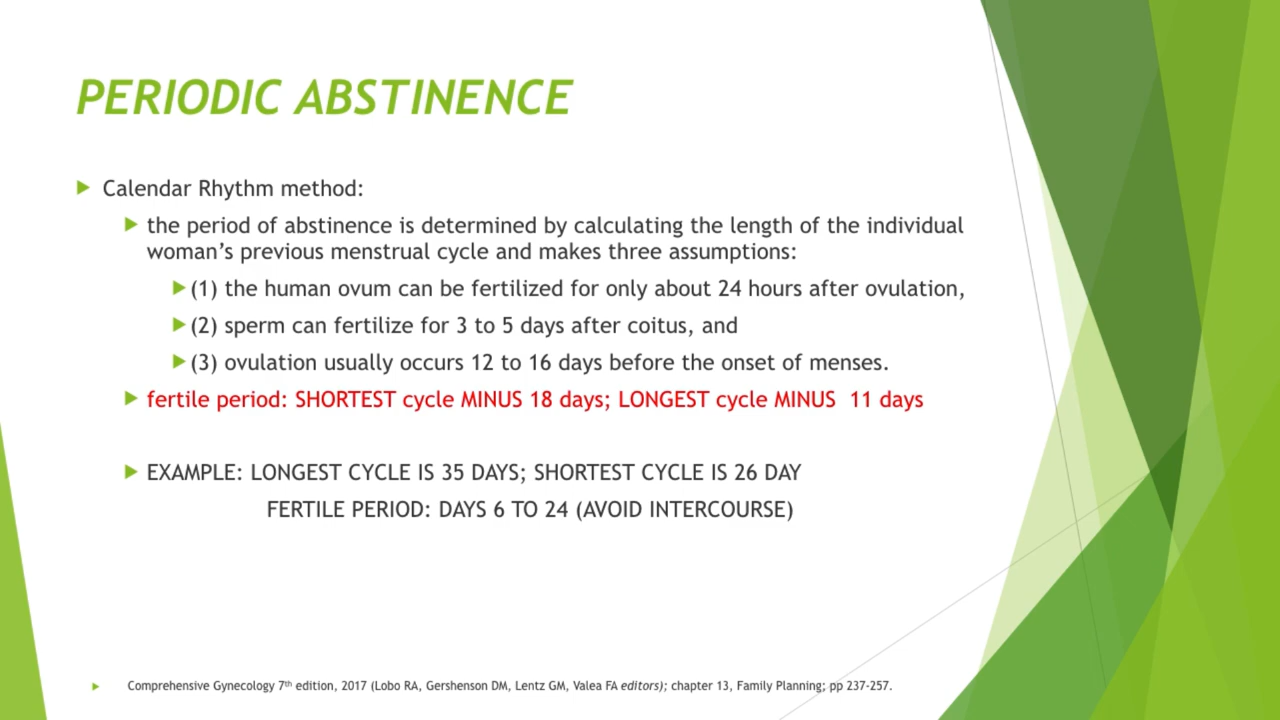 PERIODIC ABSTINENCE
Calendar Rhythm method:
the period of abstinence is determined by calculating the length of the individual
woman’s previous menstrual cycle and makes three assumptions:
(1) the human ovum can be fertilized for only about 24 hours after ovulation,
(2) sperm can fertilize for 3 to 5 days after coitus, and
(3) ovulation usually occurs 12 to 16 days before the onset of menses.
fertile period: SHORTEST cycle MINUS 18 days; LONGEST cycle MINUS  11 days
EXAMPLE: LONGEST CYCLE IS 35 DAYS; SHORTEST CYCLE IS 26 DAY
FERTILE PERIOD: DAYS 6 TO 24 (AVOID INTERCOURSE)
Comprehensive Gynecology 7th edition, 2017 (Lobo RA, Gershenson DM, Lentz GM, Valea FA editors); chapter 13, Family Planning; pp 237-257.